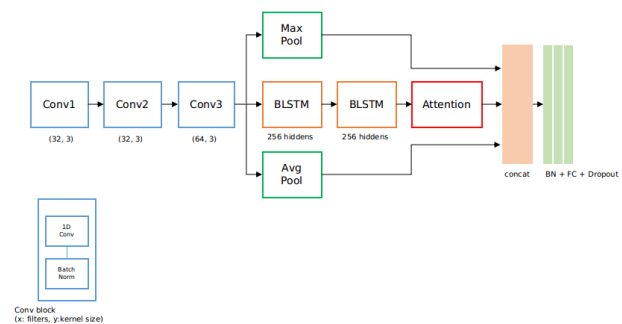 Max
Pool
Conv1
Conv2
Conv3
BLSTM
BLSTM
Attention
(32, 3)
(32, 3)
(64, 3)
256 hiddens
256 hiddens
Avg
Pool
concat
BN + FC + Dropout
1D
Conv
Batch
Norm
Conv block
(x: filters, y:kernel size)